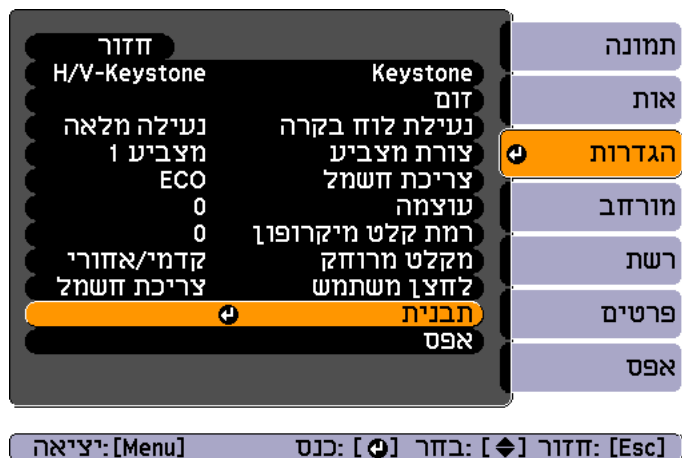 תמונה
אות
הגדרות
מורחב
רשת
פרטים
אפס
חזור
Keystone H/V-Keystone
זום
נעילת לוח בקרה נעילה מלאה
צורת מצביע מצביע 1
צריכת חשמל ECO
עוצמה 0
רמת קלט מיקרופון 0
מקלט מרוחק קדמי/אחורי
לחצן משתמש צריכת חשמל
תבנית
אפס
[Esc] :חזור [◆] :בחר [↵] :כנס [Menu]:יציאה